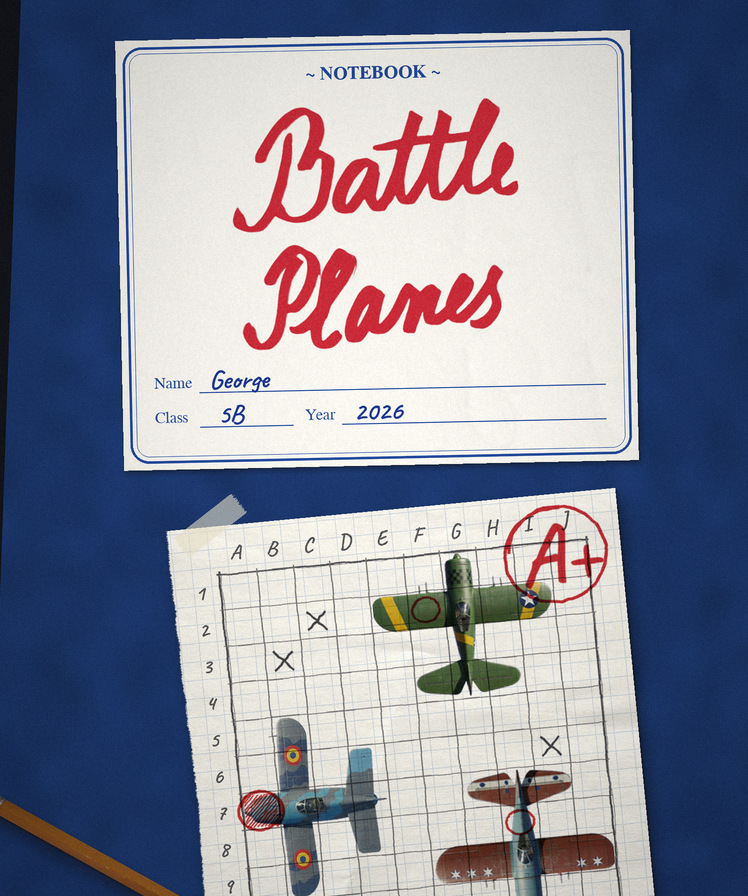 ~ NOTEBOOK ~
Battle
Planes
Name George
Class 5B Year 2026
A B C D E F G H I J
A+
1
2
3
4
5
6
7
8
9